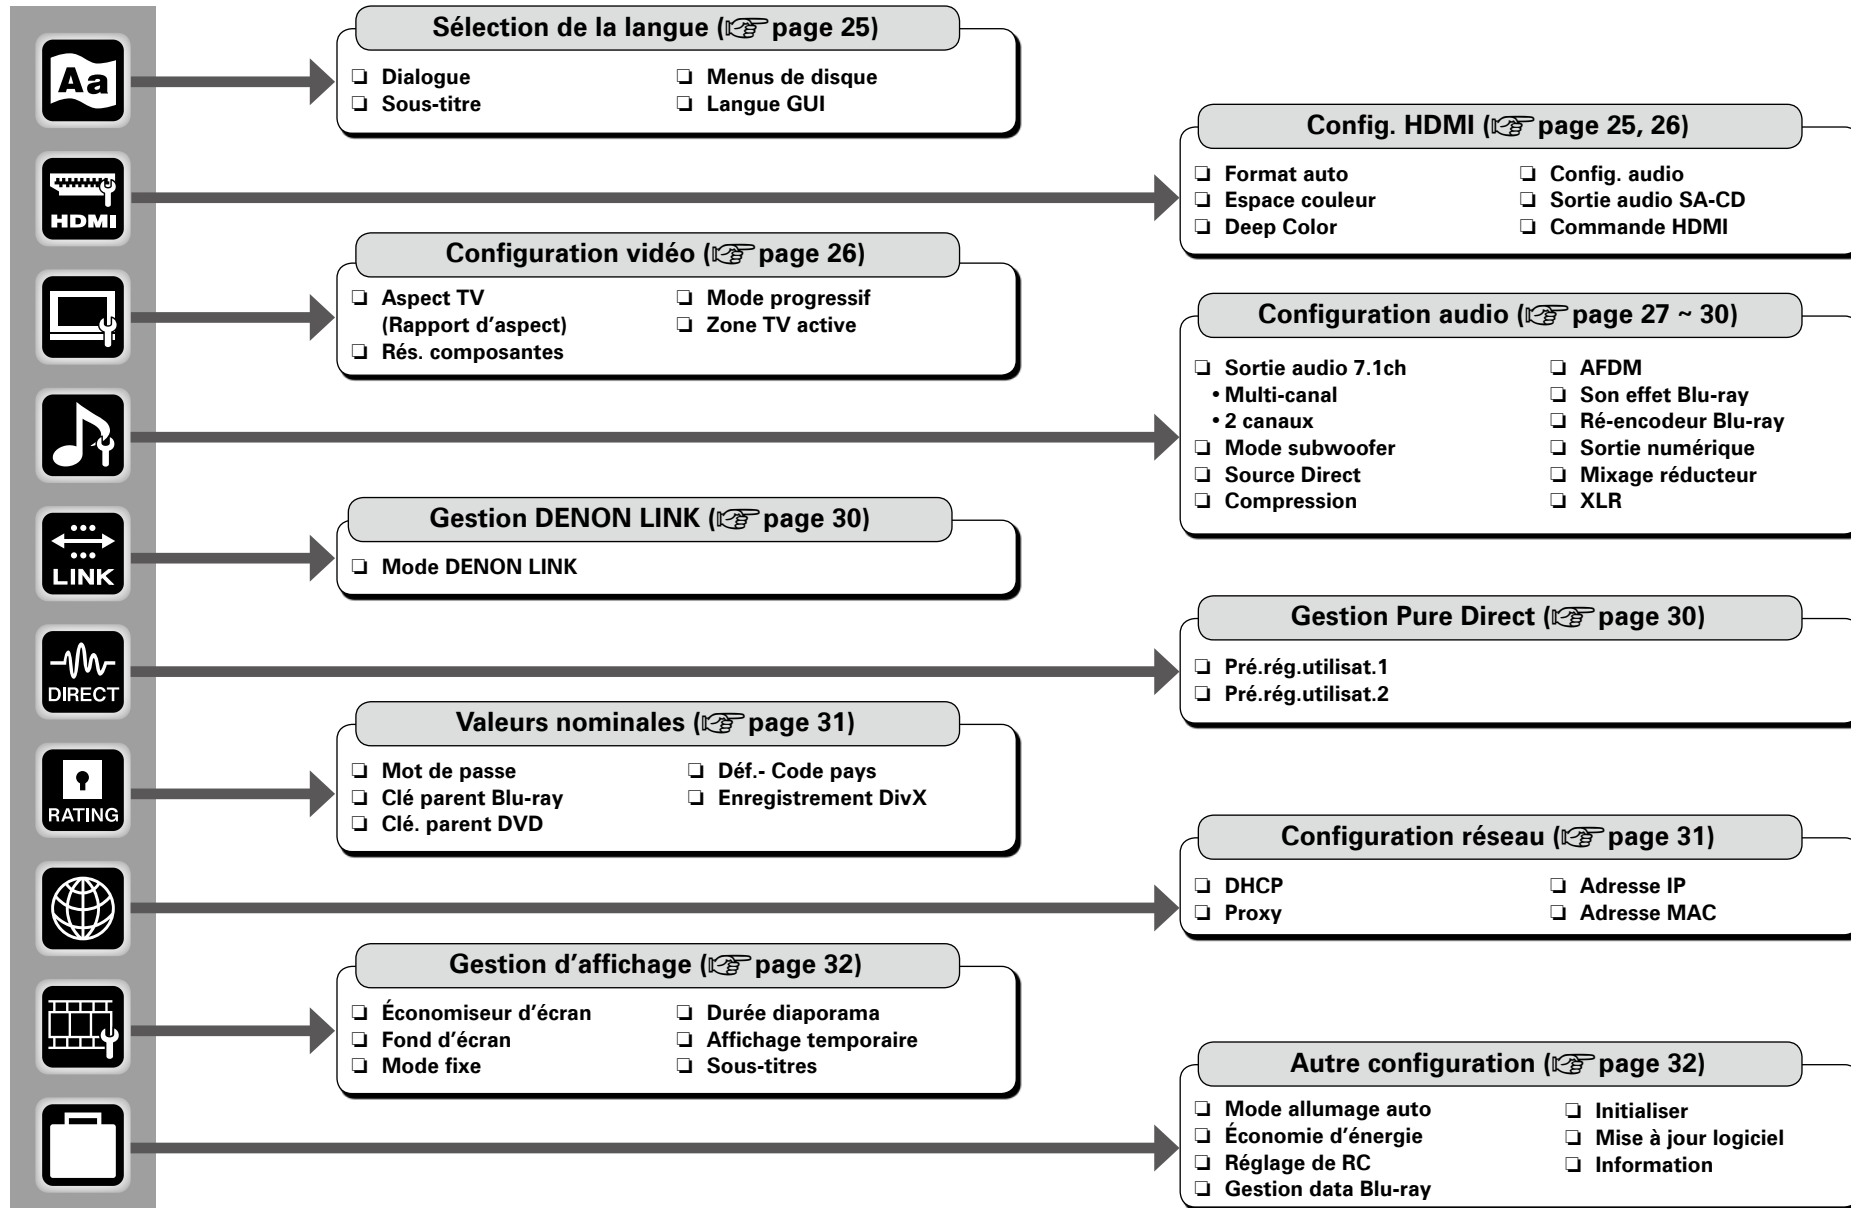 Aa
Sélection de la langue (☞ page 25)
❏ Dialogue
❏ Sous-titre
❏ Menus de disque
❏ Langue GUI
HDMI
Config. HDMI (☞ page 25, 26)
❏ Format auto
❏ Espace couleur
❏ Deep Color
❏ Config. audio
❏ Sortie audio SA-CD
❏ Commande HDMI
Configuration vidéo (☞ page 26)
❏ Aspect TV
(Rapport d’aspect)
❏ Rés. composantes
❏ Mode progressif
❏ Zone TV active
Configuration audio (☞ page 27 ~ 30)
❏ Sortie audio 7.1ch
• Multi-canal
• 2 canaux
❏ Mode subwoofer
❏ Source Direct
❏ Compression
❏ AFDM
❏ Son effet Blu-ray
❏ Ré-encodeur Blu-ray
❏ Sortie numérique
❏ Mixage réducteur
❏ XLR
LINK
Gestion DENON LINK (☞ page 30)
❏ Mode DENON LINK
DIRECT
Gestion Pure Direct (☞ page 30)
❏ Pré.rég.utilisat.1
❏ Pré.rég.utilisat.2
RATING
Valeurs nominales (☞ page 31)
❏ Mot de passe
❏ Clé parent Blu-ray
❏ Clé. parent DVD
❏ Déf.- Code pays
❏ Enregistrement DivX
Configuration réseau (☞ page 31)
❏ DHCP
❏ Proxy
❏ Adresse IP
❏ Adresse MAC
Gestion d’affichage (☞ page 32)
❏ Économiseur d’écran
❏ Fond d’écran
❏ Mode fixe
❏ Durée diaporama
❏ Affichage temporaire
❏ Sous-titres
Autre configuration (☞ page 32)
❏ Mode allumage auto
❏ Économie d’énergie
❏ Réglage de RC
❏ Gestion data Blu-ray
❏ Initialiser
❏ Mise à jour logiciel
❏ Information